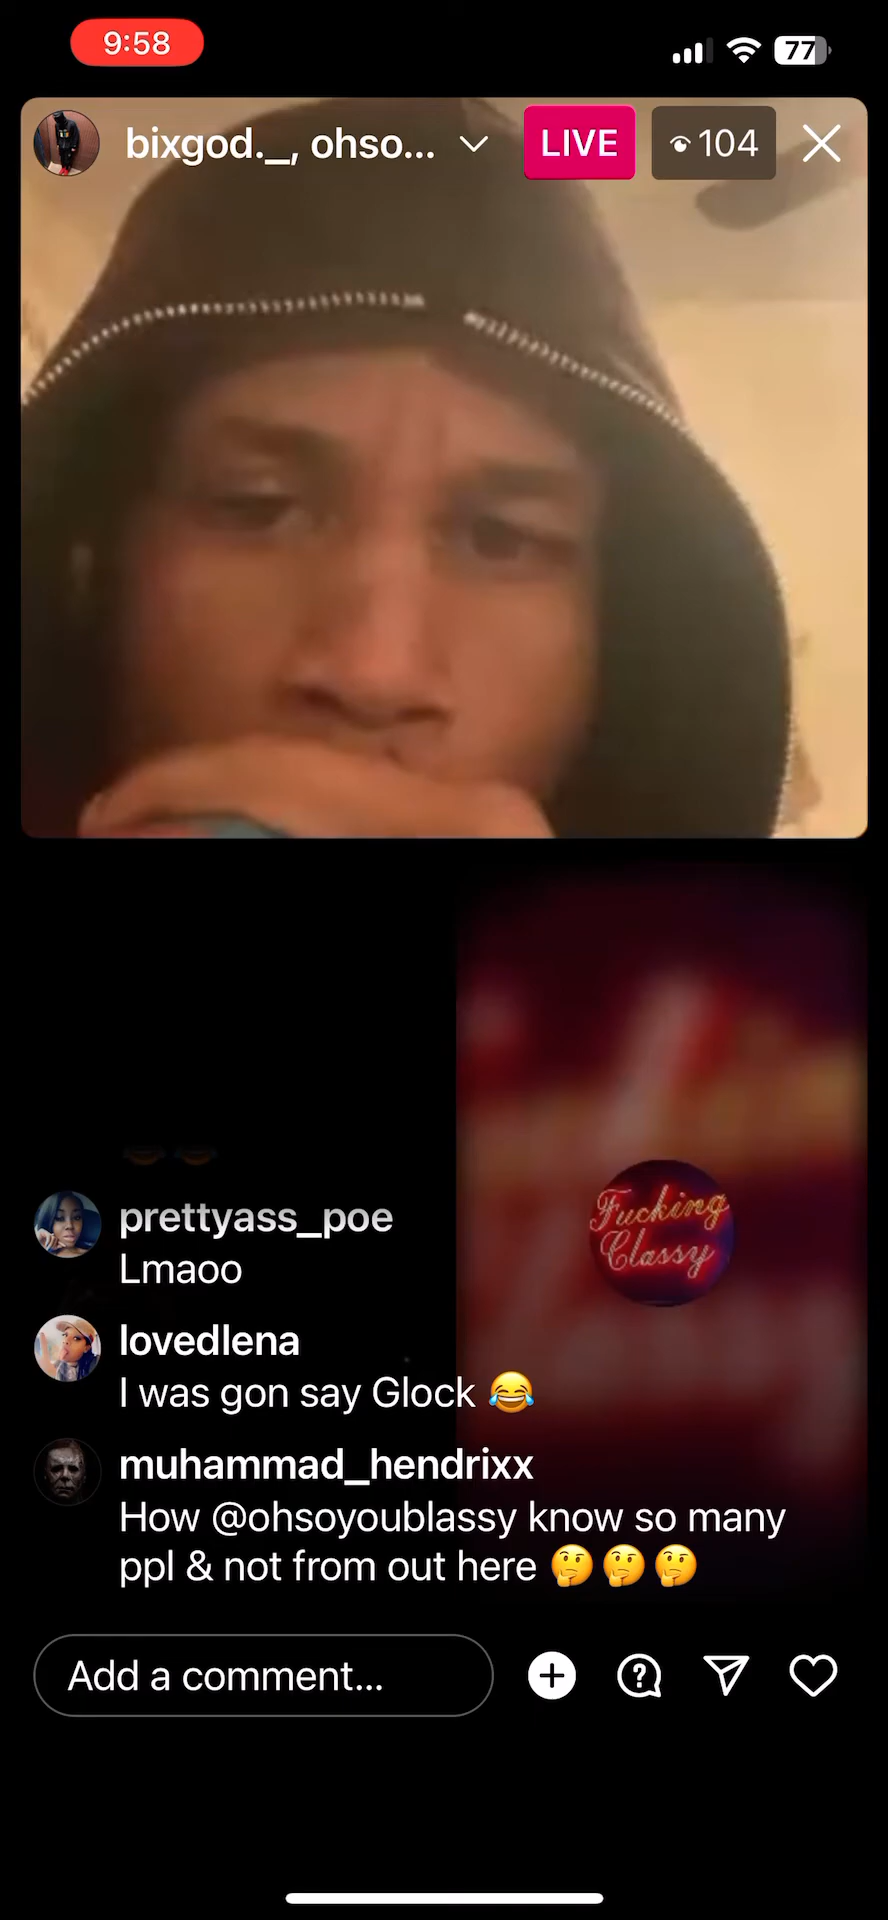 9:58
77
bixgod._, ohso...
LIVE
104
Fucking
Classy
prettyass_poe
Lmaoo
lovedlena
I was gon say Glock 😂
muhammad_hendrixx
How @ohsoyoublassy know so many
ppl & not from out here 🤔🤔🤔
Add a comment...